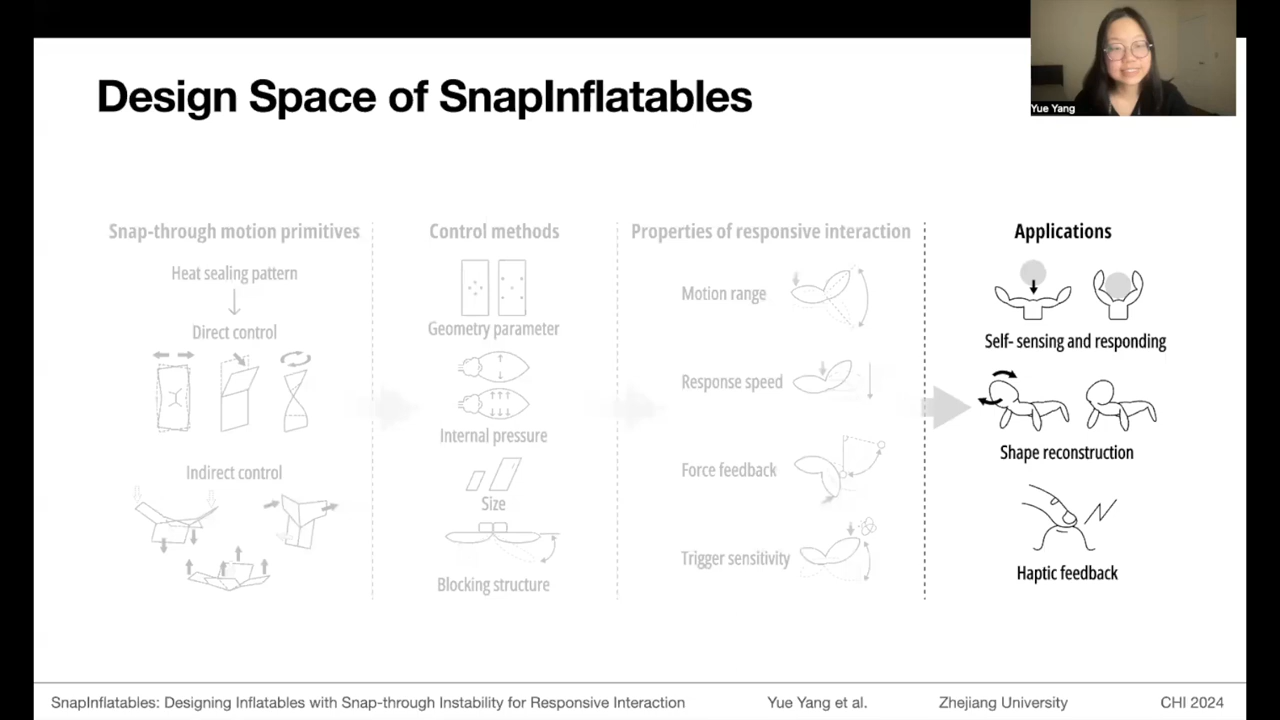 Design Space of SnapInflatables
Yue Yang
Snap-through motion primitives
Heat sealing pattern
Direct control
Indirect control
Control methods
Geometry parameter
Internal pressure
Size
Blocking structure
Properties of responsive interaction
Motion range
Response speed
Force feedback
Trigger sensitivity
Applications
Self- sensing and responding
Shape reconstruction
Haptic feedback
SnapInflatables: Designing Inflatables with Snap-through Instability for Responsive Interaction
Yue Yang et al.
Zhejiang University
CHI 2024